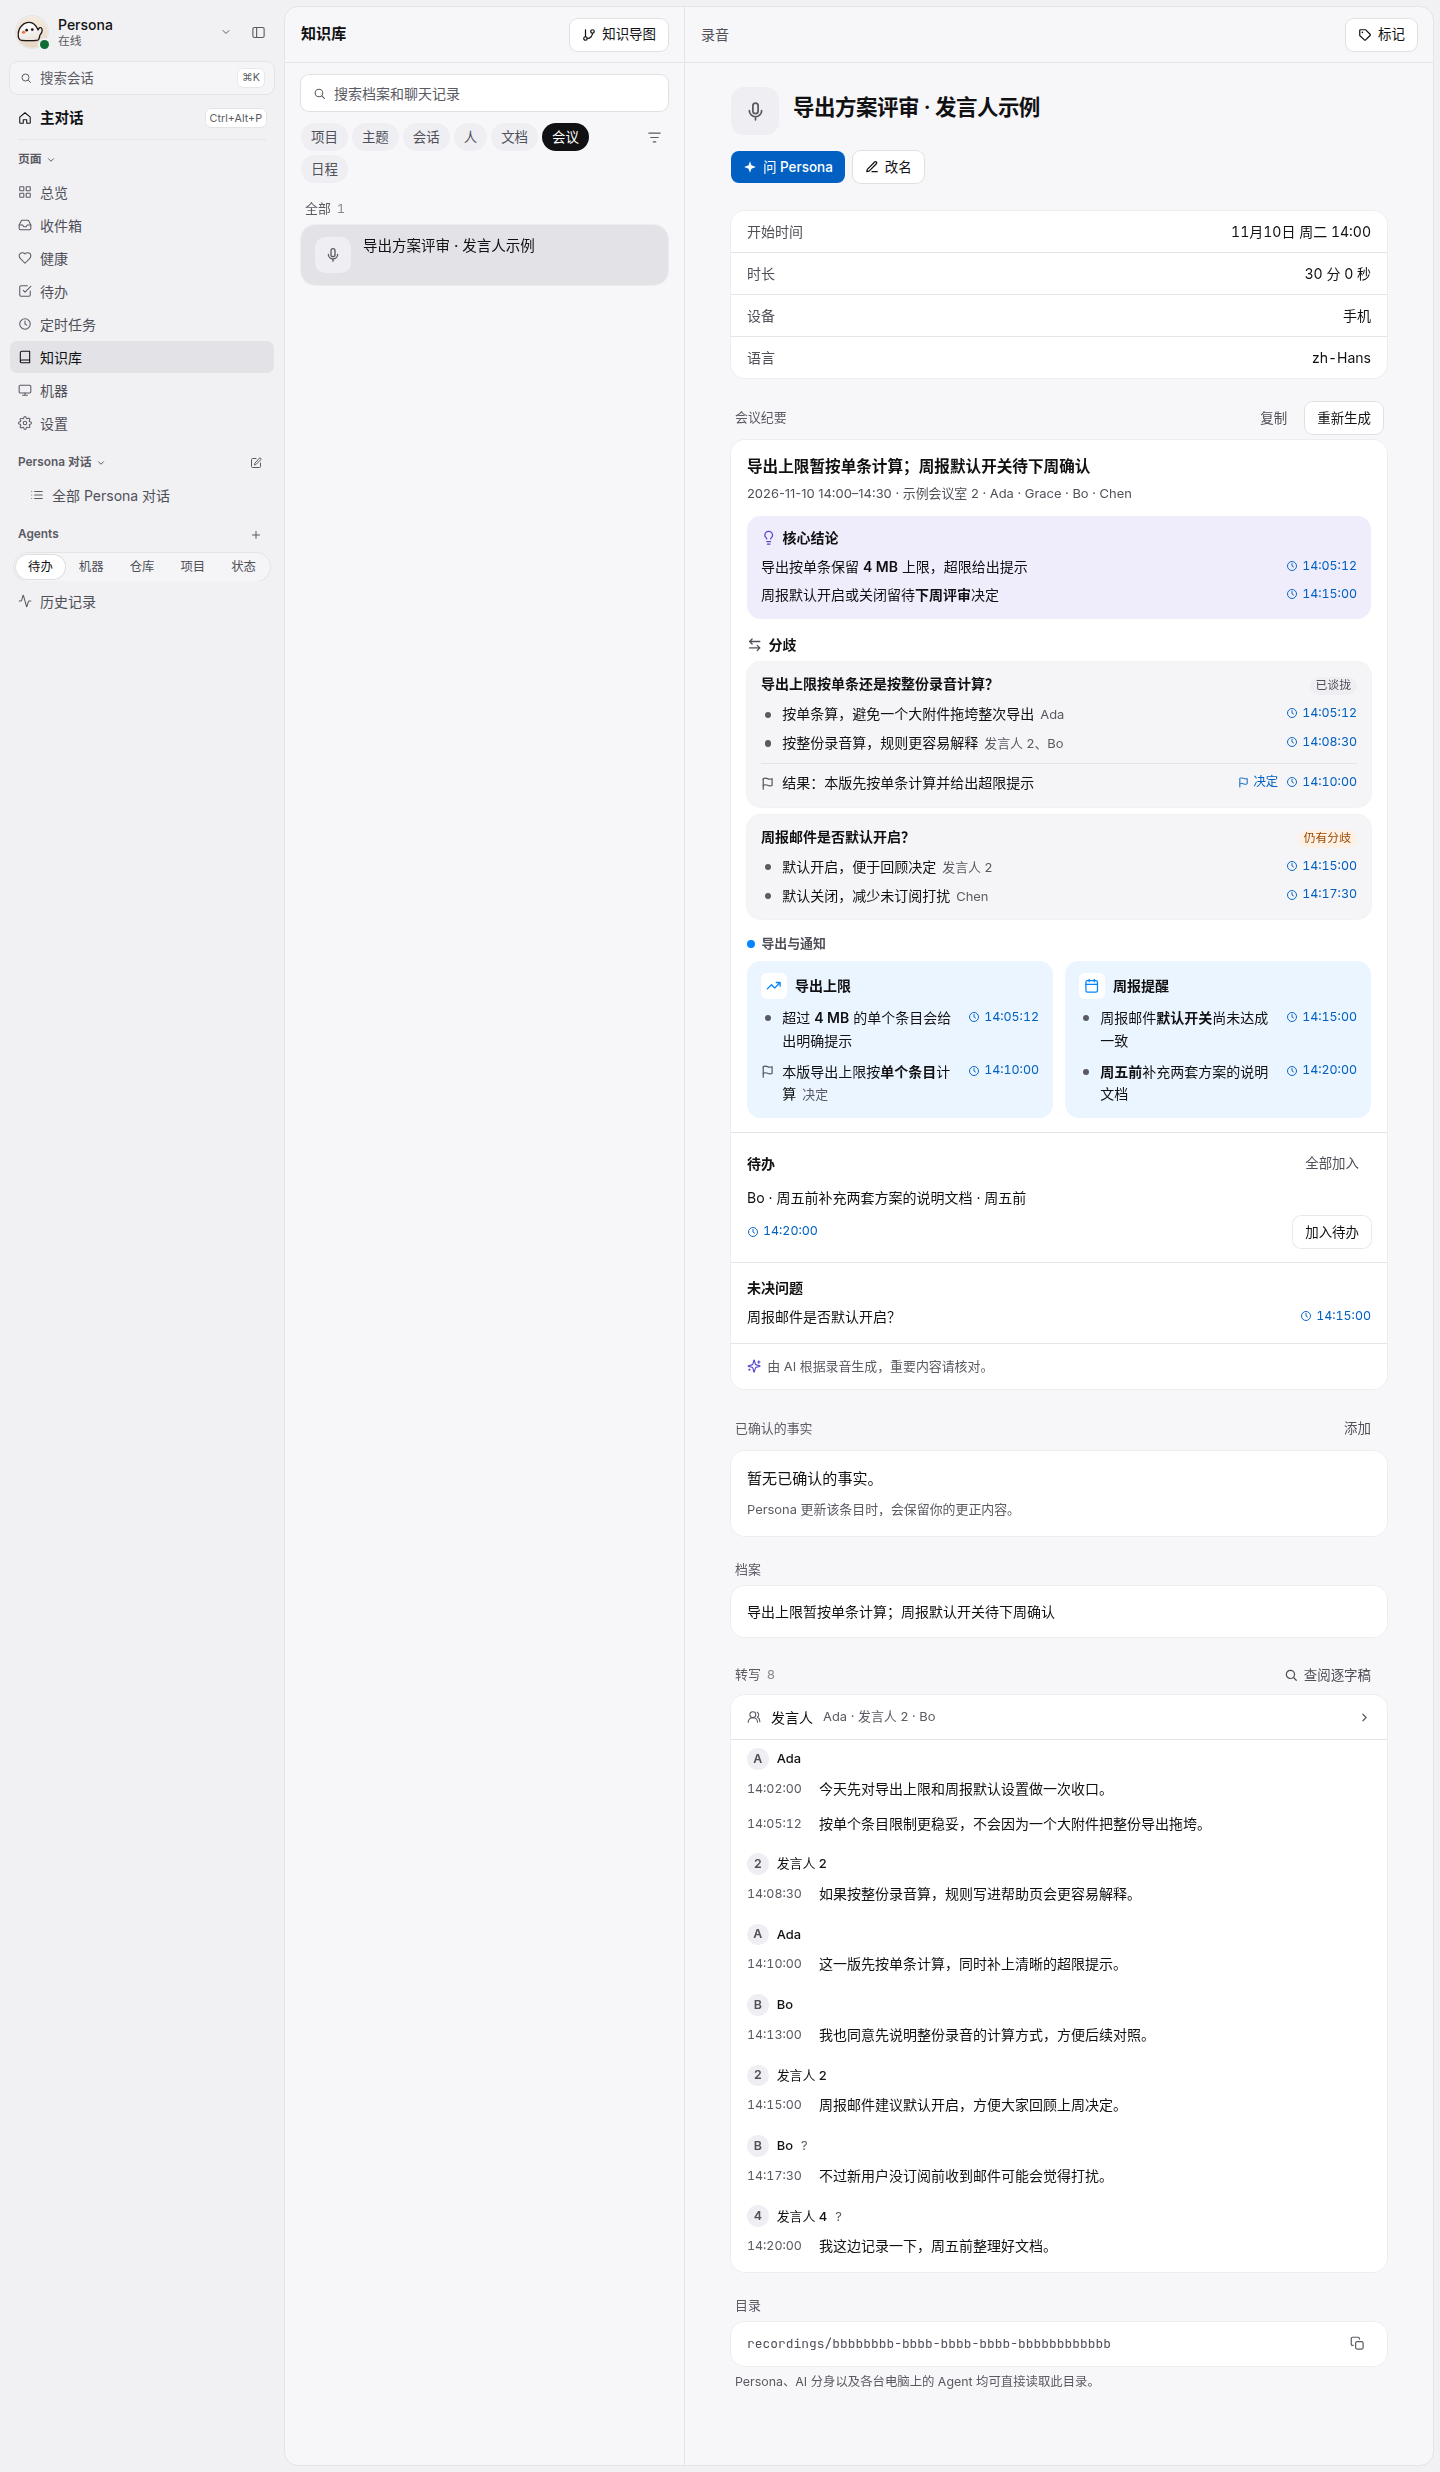 Persona
在线
搜索会话 ⌘K
主对话 Ctrl+Alt+P
页面
总览
收件箱
健康
待办
定时任务
知识库
机器
设置
Persona 对话
全部 Persona 对话
Agents
待办 机器 仓库 项目 状态
历史记录
知识库 知识导图
搜索档案和聊天记录
项目 主题 会话 人 文档 会议
日程
全部 1
导出方案评审 · 发言人示例
录音 标记
导出方案评审 · 发言人示例
问 Persona 改名
开始时间 11月10日 周二 14:00
时长 30 分 0 秒
设备 手机
语言 zh-Hans
会议纪要 复制 重新生成
导出上限暂按单条计算；周报默认开关待下周确认
2026-11-10 14:00–14:30 · 示例会议室 2 · Ada · Grace · Bo · Chen
核心结论
导出按单条保留 4 MB 上限，超限给出提示 14:05:12
周报默认开启或关闭留待下周评审决定 14:15:00
分歧
导出上限按单条还是按整份录音计算？ 已谈拢
按单条算，避免一个大附件拖垮整次导出 Ada 14:05:12
按整份录音算，规则更容易解释 发言人 2、Bo 14:08:30
结果：本版先按单条计算并给出超限提示 决定 14:10:00
周报邮件是否默认开启？ 仍有分歧
默认开启，便于回顾决定 发言人 2 14:15:00
默认关闭，减少未订阅打扰 Chen 14:17:30
导出与通知
导出上限
超过 4 MB 的单个条目会给 14:05:12
出明确提示
本版导出上限按单个条目计 14:10:00
算 决定
周报提醒
周报邮件默认开关尚未达成 14:15:00
一致
周五前补充两套方案的说明 14:20:00
文档
待办 全部加入
Bo · 周五前补充两套方案的说明文档 · 周五前
14:20:00 加入待办
未决问题
周报邮件是否默认开启？ 14:15:00
由 AI 根据录音生成，重要内容请核对。
已确认的事实 添加
暂无已确认的事实。
Persona 更新该条目时，会保留你的更正内容。
档案
导出上限暂按单条计算；周报默认开关待下周确认
转写 8 查阅逐字稿
发言人 Ada · 发言人 2 · Bo
A Ada
14:02:00 今天先对导出上限和周报默认设置做一次收口。
14:05:12 按单个条目限制更稳妥，不会因为一个大附件把整份导出拖垮。
2 发言人 2
14:08:30 如果按整份录音算，规则写进帮助页会更容易解释。
A Ada
14:10:00 这一版先按单条计算，同时补上清晰的超限提示。
B Bo
14:13:00 我也同意先说明整份录音的计算方式，方便后续对照。
2 发言人 2
14:15:00 周报邮件建议默认开启，方便大家回顾上周决定。
B Bo ?
14:17:30 不过新用户没订阅前收到邮件可能会觉得打扰。
4 发言人 4 ?
14:20:00 我这边记录一下，周五前整理好文档。
目录
recordings/bbbbbbbb-bbbb-bbbb-bbbb-bbbbbbbbbbbb
Persona、AI 分身以及各台电脑上的 Agent 均可直接读取此目录。